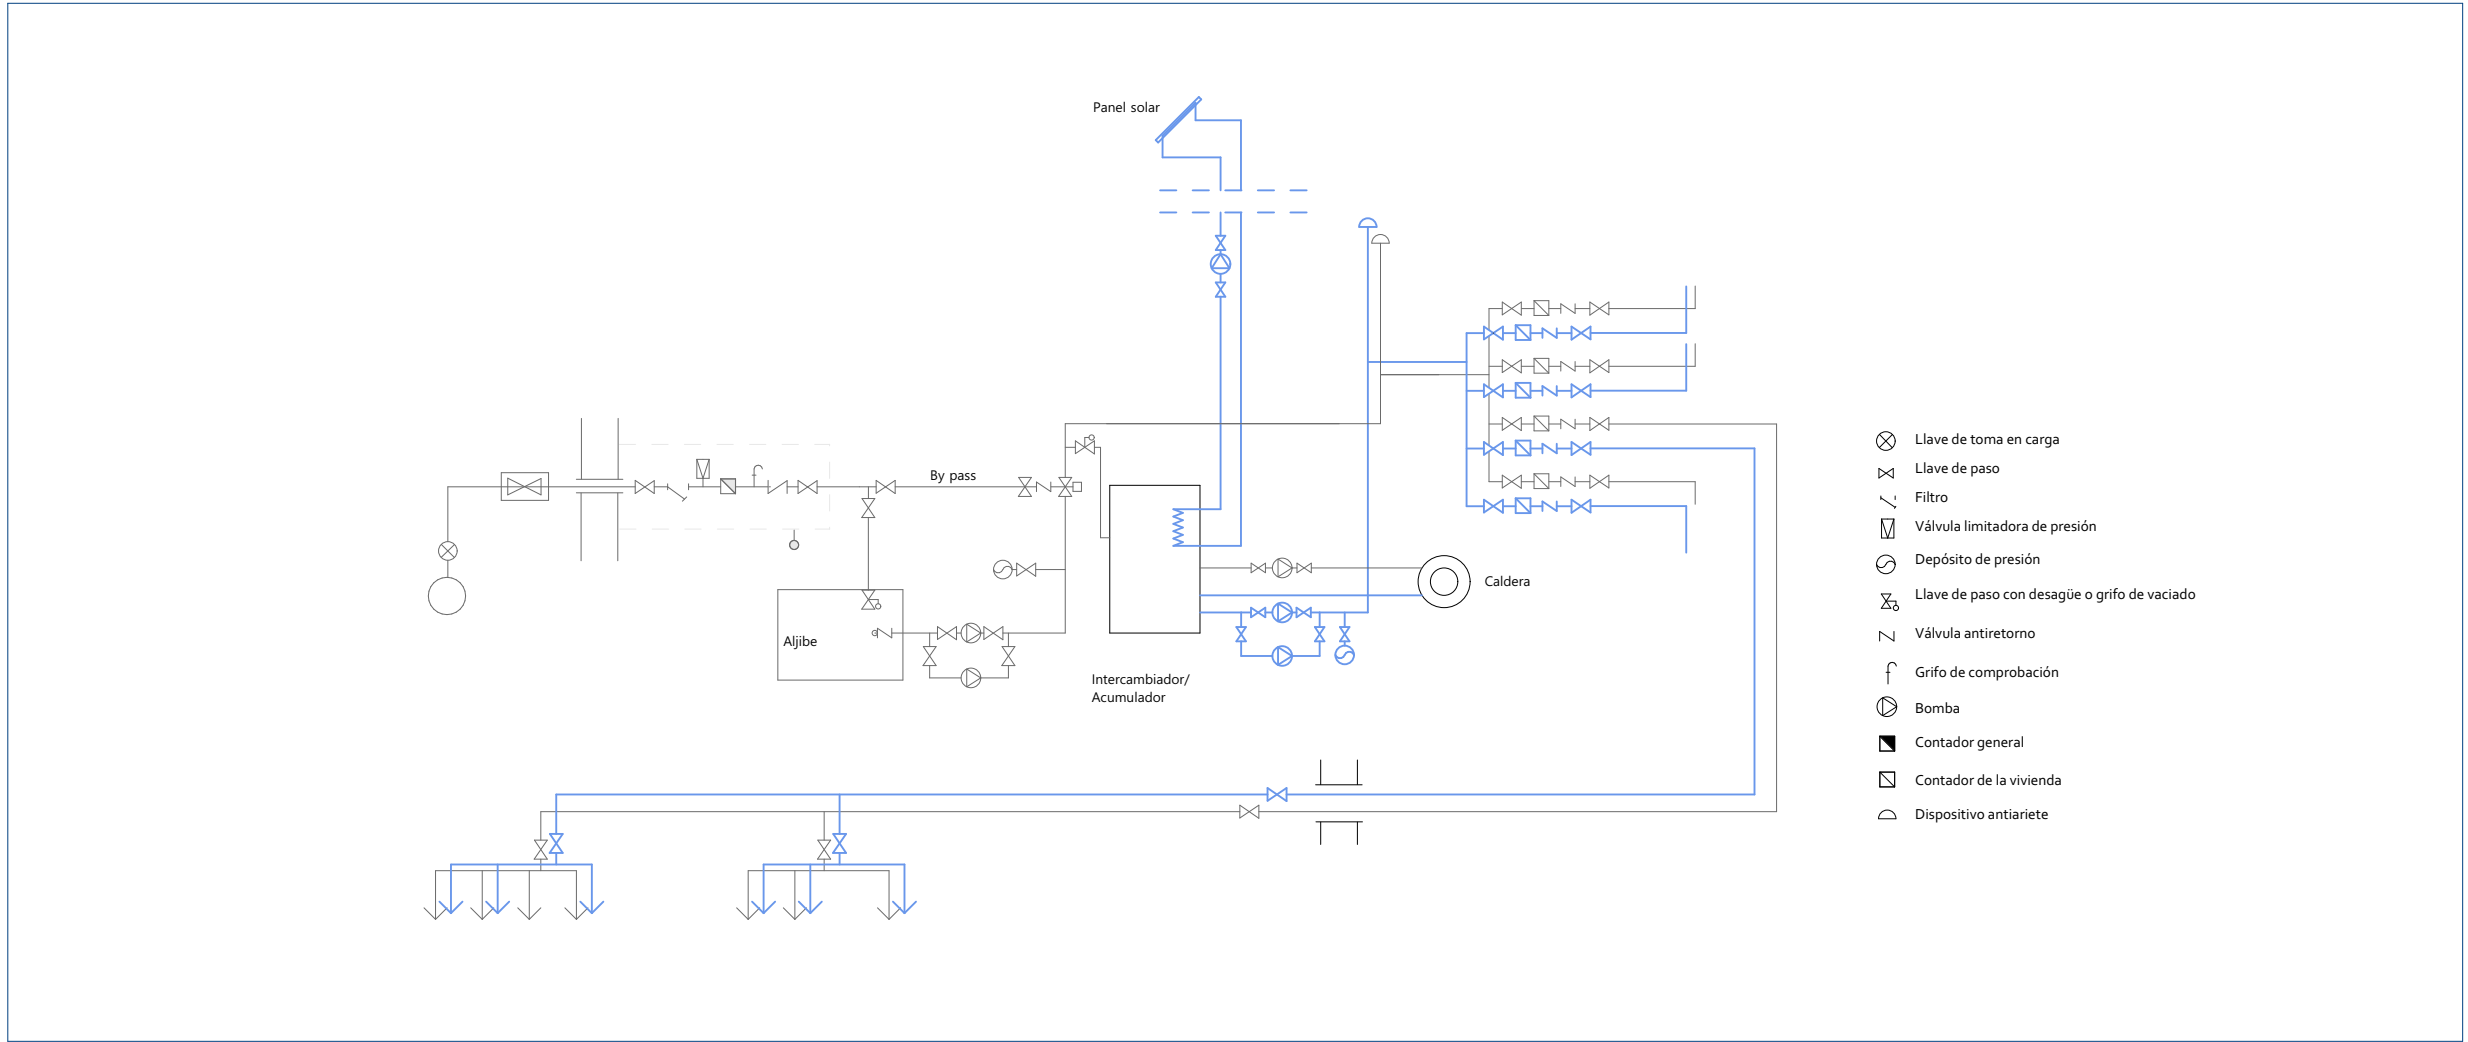 Panel solar
By pass
Aljibe
Intercambiador/
Acumulador
Caldera
Llave de toma en carga
Llave de paso
Filtro
Válvula limitadora de presión
Depósito de presión
Llave de paso con desagüe o grifo de vaciado
Válvula antiretorno
Grifo de comprobación
Bomba
Contador general
Contador de la vivienda
Dispositivo antiariete